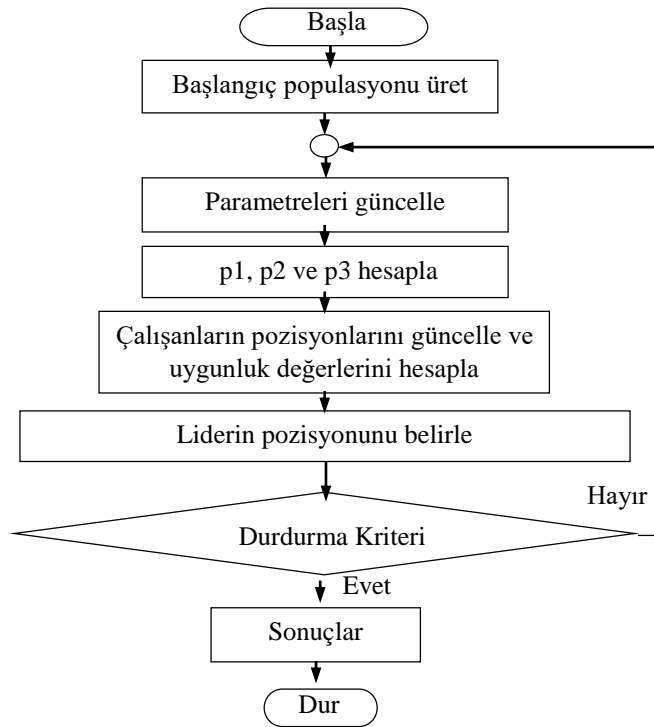 Başla
Başlangıç populasyonu üret
Parametreleri güncelle
p1, p2 ve p3 hesapla
Çalışanların pozisyonlarını güncelle ve
uygunluk değerlerini hesapla
Liderin pozisyonunu belirle
Hayır
Durdurma Kriteri
Evet
Sonuçlar
Dur